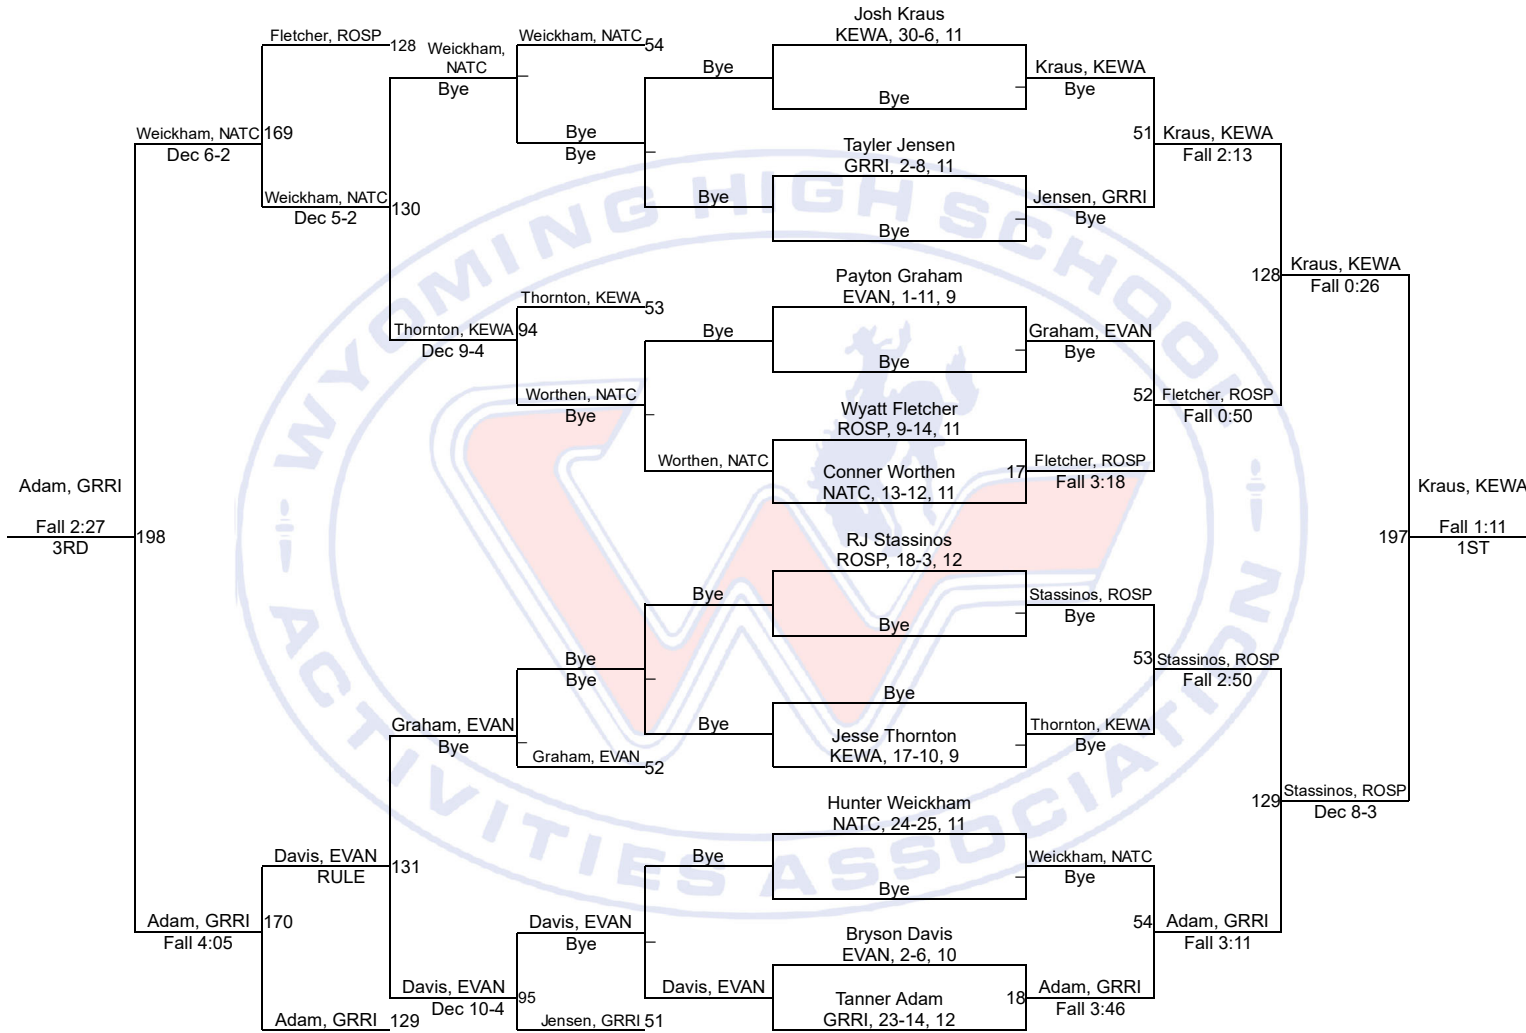 Josh Kraus
KEWA, 30-6, 11
Fletcher, ROSP
128
Weickham,
NATC
Bye
Weickham, NATC
54
Bye
Bye
Kraus, KEWA
Bye
Weickham, NATC
169
Dec 6-2
Bye
Bye
Tayler Jensen
GRRI, 2-8, 11
51
Kraus, KEWA
Fall 2:13
Weickham, NATC
130
Dec 5-2
Bye
Bye
Jensen, GRRI
Bye
Payton Graham
EVAN, 1-11, 9
128
Kraus, KEWA
Fall 0:26
Thornton, KEWA
53
Thornton, KEWA
94
Dec 9-4
Bye
Bye
Graham, EVAN
Bye
Worthen, NATC
Bye
Wyatt Fletcher
ROSP, 9-14, 11
52
Fletcher, ROSP
Fall 0:50
Worthen, NATC
Conner Worthen
NATC, 13-12, 11
17
Fletcher, ROSP
Fall 3:18
Adam, GRRI
Fall 2:27
3RD
198
RJ Stassinos
ROSP, 18-3, 12
197
Kraus, KEWA
Fall 1:11
1ST
Bye
Bye
Stassinos, ROSP
Bye
Bye
Bye
53
Stassinos, ROSP
Fall 2:50
Graham, EVAN
Bye
Bye
Bye
Jesse Thornton
KEWA, 17-10, 9
Thornton, KEWA
Bye
Graham, EVAN
52
Hunter Weickham
NATC, 24-25, 11
129
Stassinos, ROSP
Dec 8-3
Davis, EVAN
RULE
131
Bye
Bye
Weickham, NATC
Bye
Adam, GRRI
Fall 4:05
170
Davis, EVAN
Bye
Bryson Davis
EVAN, 2-6, 10
54
Adam, GRRI
Fall 3:11
Davis, EVAN
Dec 10-4
95
Davis, EVAN
Tanner Adam
GRRI, 23-14, 12
18
Adam, GRRI
Fall 3:46
Adam, GRRI
129
Jensen, GRRI
51
WYOMING HIGH SCHOOL
ACTIVITIES ASSOCIATION